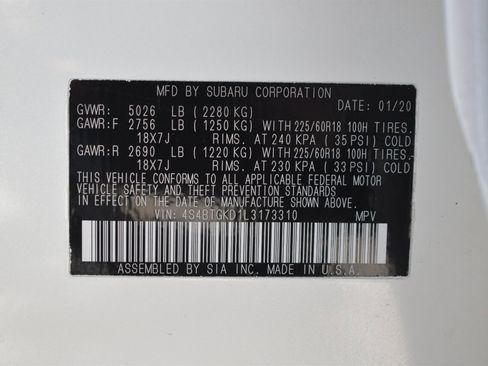 MFD BY SUBARU CORPORATION
GVWR: 5026 LB (2280 KG) DATE: 01/20
GAWR:F 2756 LB (1250 KG) WITH 225/60R18 100H TIRES.
18X7J RIMS. AT 240 KPA (35 PSI) COLD
GAWR:R 2690 LB (1220 KG) WITH 225/60R18 100H TIRES.
18X7J RIMS. AT 230 KPA (33 PSI) COLD
THIS VEHICLE CONFORMS TO ALL APPLICABLE FEDERAL MOTOR
VEHICLE SAFETY AND THEFT PREVENTION STANDARDS
IN EFFECT ON THE DATE OF MANUFACTURE SHOWN ABOVE.
VIN: 4S4BTGKD1L3173310 MPV
ASSEMBLED BY SIA INC. MADE IN U.S.A.